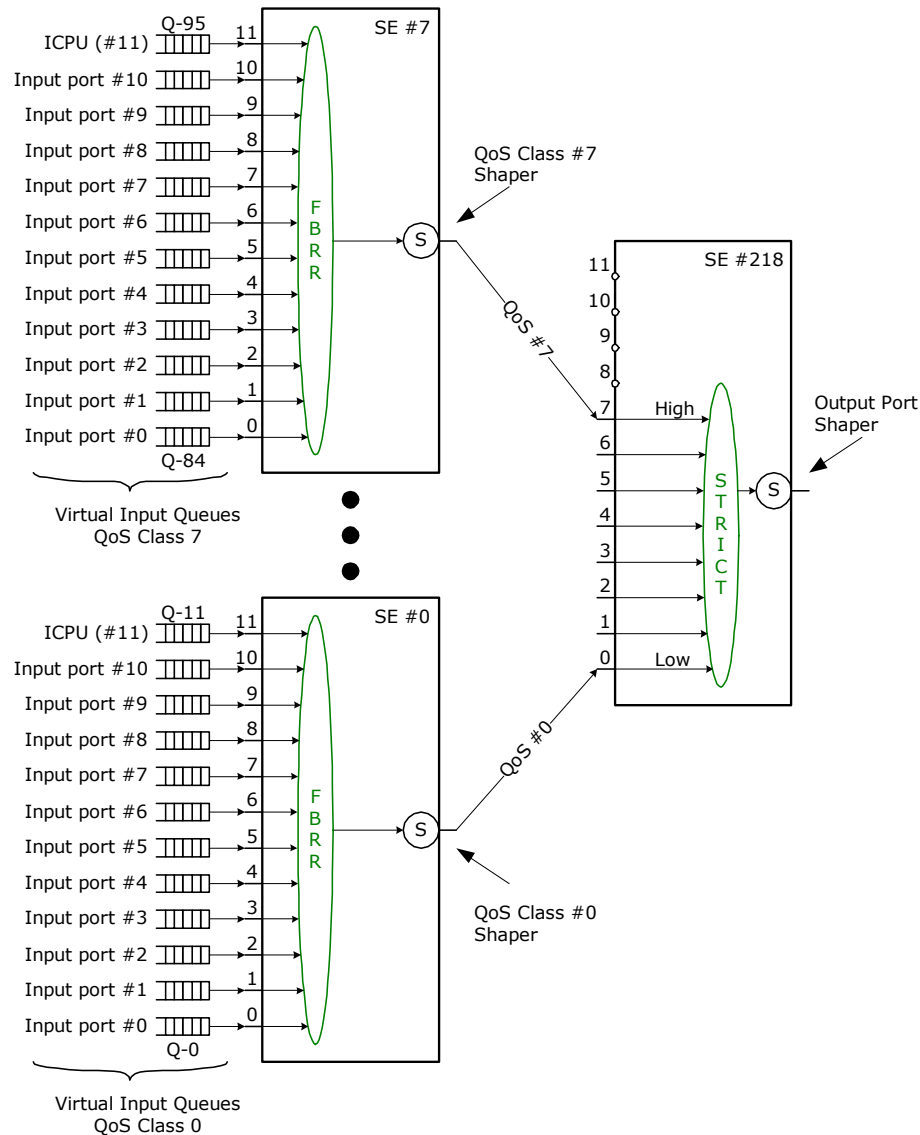 Q-95
SE #7
ICPU (#11)
11
Input port #10
10
Input port #9
9
Input port #8
8
Input port #7
7
Input port #6
6
Input port #5
5
Input port #4
4
Input port #3
3
Input port #2
2
Input port #1
1
Input port #0
0
Q-84
F
B
R
R
S
Virtual Input Queues
QoS Class 7
QoS Class #7
Shaper
QoS #7
SE #218
11
10
9
8
7
High
6
5
4
3
2
1
0
Low
S
T
R
I
C
T
S
Output Port
Shaper
Q-11
SE #0
ICPU (#11)
11
Input port #10
10
Input port #9
9
Input port #8
8
Input port #7
7
Input port #6
6
Input port #5
5
Input port #4
4
Input port #3
3
Input port #2
2
Input port #1
1
Input port #0
0
Q-0
F
B
R
R
S
QoS #0
QoS Class #0
Shaper
Virtual Input Queues
QoS Class 0